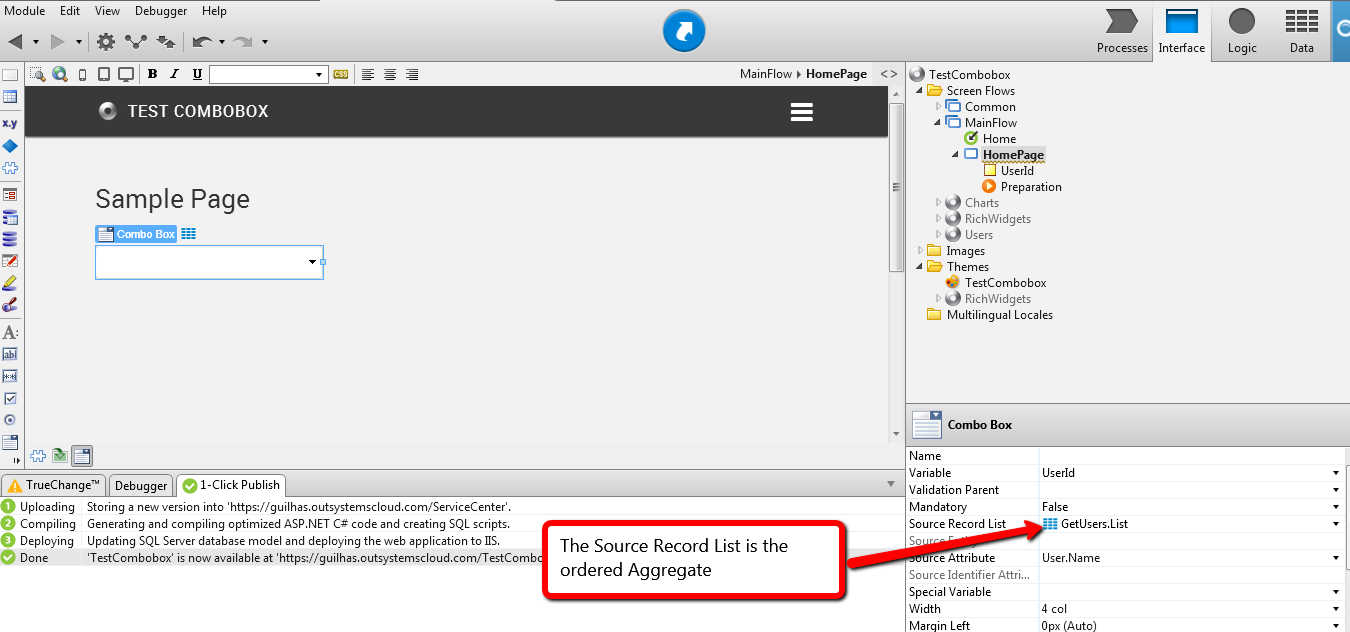 Module Edit View Debugger Help
Processes Interface Logic Data
B I U CSS MainFlow HomePage <>
x.y
A:
ab|
TEST COMBOBOX
Sample Page
Combo Box
TestCombobox
Screen Flows
Common
MainFlow
Home
HomePage
UserId
Preparation
Charts
RichWidgets
Users
Images
Themes
TestCombobox
RichWidgets
Multilingual Locales
Combo Box
Name
Variable UserId
Validation Parent
Mandatory False
Source Record List GetUsers.List
Source
Source Attribute User.Name
Source Identifier Attri...
Special Variable
Width 4 col
Margin Left 0px (Auto)
TrueChange™ Debugger 1-Click Publish
1 Uploading Storing a new version into 'https://guilhas.outsystemscloud.com/ServiceCenter'.
2 Compiling Generating and compiling optimized ASP.NET C# code and creating SQL scripts.
3 Deploying Updating SQL Server database model and deploying the web application to IIS.
Done 'TestCombobox' is now available at 'https://guilhas.outsystemscloud.com/TestCombo
The Source Record List is the
ordered Aggregate